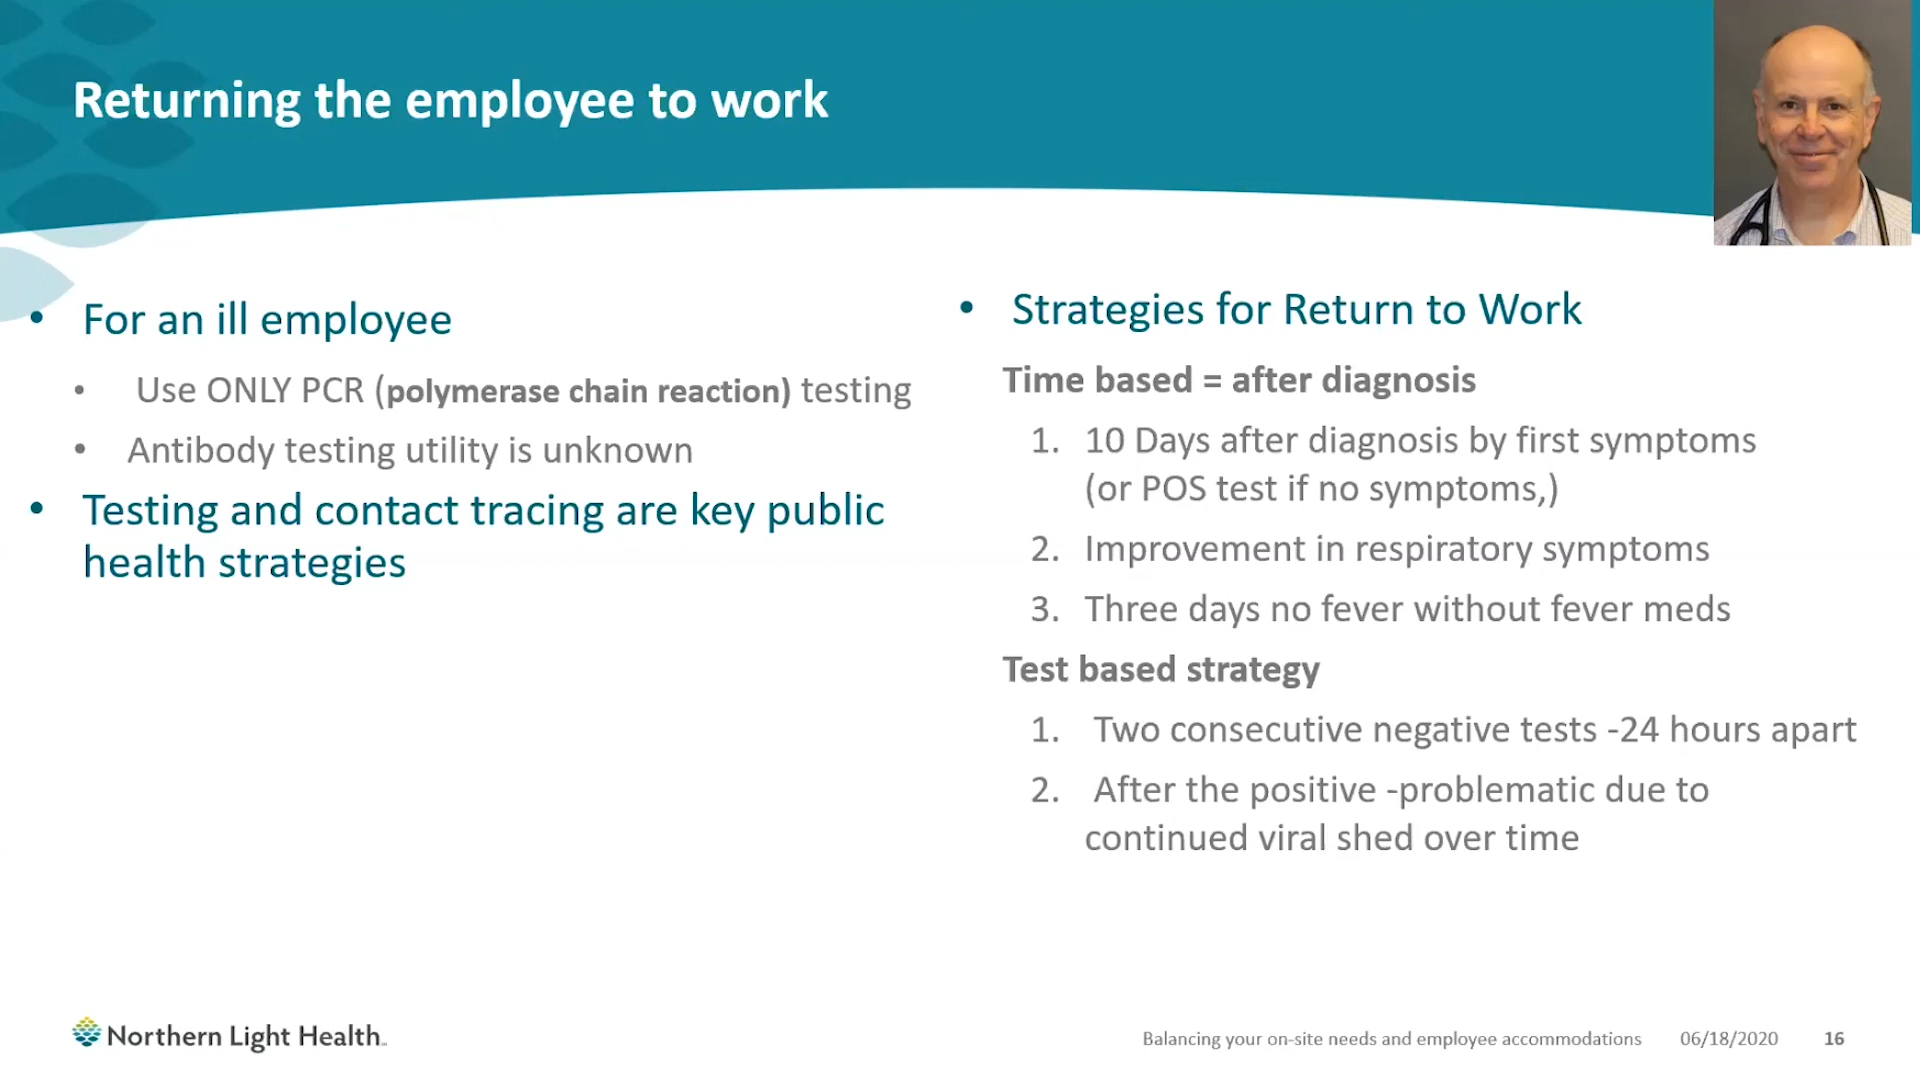 Returning the employee to work
• For an ill employee
• Use ONLY PCR (polymerase chain reaction) testing
• Antibody testing utility is unknown
• Testing and contact tracing are key public
health strategies
• Strategies for Return to Work
Time based = after diagnosis
1. 10 Days after diagnosis by first symptoms
(or POS test if no symptoms,)
2. Improvement in respiratory symptoms
3. Three days no fever without fever meds
Test based strategy
1. Two consecutive negative tests -24 hours apart
2. After the positive -problematic due to
continued viral shed over time
Northern Light Health
Balancing your on-site needs and employee accommodations 06/18/2020 16